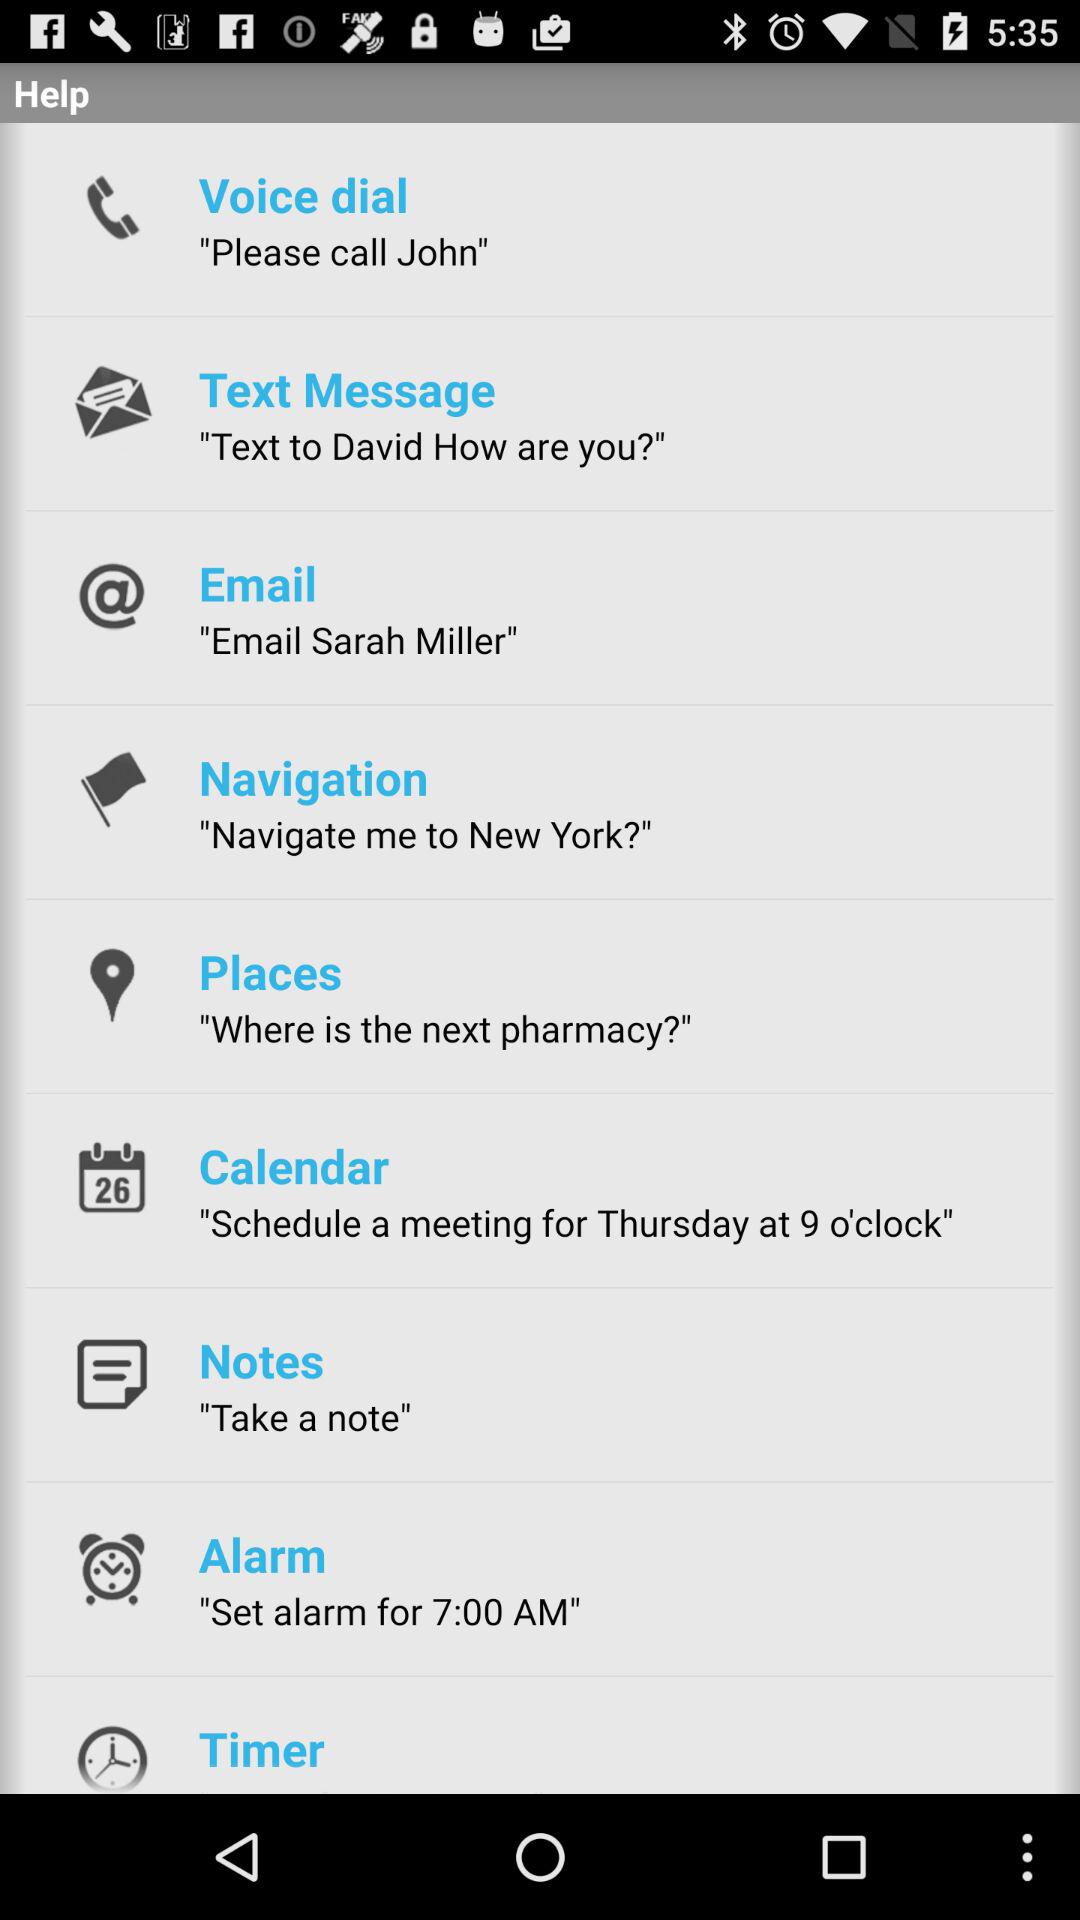 FAKE
5:35
Help
Voice dial
"Please call John"
Text Message
"Text to David How are you?"
Email
"Email Sarah Miller"
Navigation
"Navigate me to New York?"
Places
"Where is the next pharmacy?"
Calendar
26
"Schedule a meeting for Thursday at 9 o'clock"
Notes
"Take a note"
Alarm
"Set alarm for 7:00 AM"
Timer